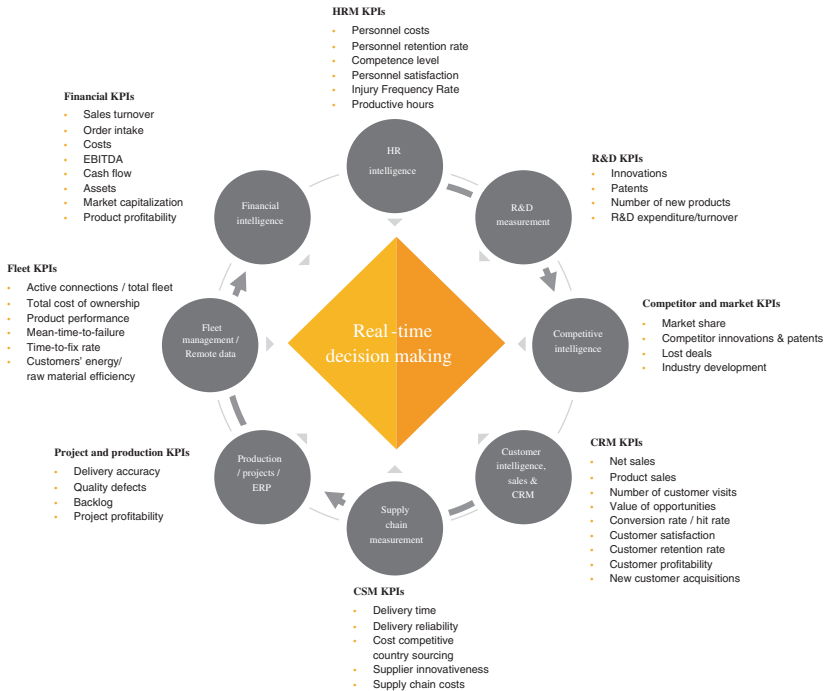 HRM KPIs
• Personnel costs
• Personnel retention rate
• Competence level
• Personnel satisfaction
• Injury Frequency Rate
• Productive hours
HR
intelligence
R&D KPIs
• Innovations
• Patents
• Number of new products
• R&D expenditure/turnover
R&D
measurement
Competitor and market KPIs
• Market share
• Competitor innovations & patents
• Lost deals
• Industry development
Competitive
intelligence
CRM KPIs
• Net sales
• Product sales
• Number of customer visits
• Value of opportunities
• Conversion rate / hit rate
• Customer satisfaction
• Customer retention rate
• Customer profitability
• New customer acquisitions
Customer
intelligence,
sales &
CRM
CSM KPIs
• Delivery time
• Delivery reliability
• Cost competitive
country sourcing
• Supplier innovativeness
• Supply chain costs
Supply
chain
measurement
Project and production KPIs
• Delivery accuracy
• Quality defects
• Backlog
• Project profitability
Production
/ projects /
ERP
Fleet KPIs
• Active connections / total fleet
• Total cost of ownership
• Product performance
• Mean-time-to-failure
• Time-to-fix rate
• Customers' energy/
raw material efficiency
Fleet
management /
Remote data
Financial KPIs
• Sales turnover
• Order intake
• Costs
• EBITDA
• Cash flow
• Assets
• Market capitalization
• Product profitability
Financial
intelligence
Real-time
decision making